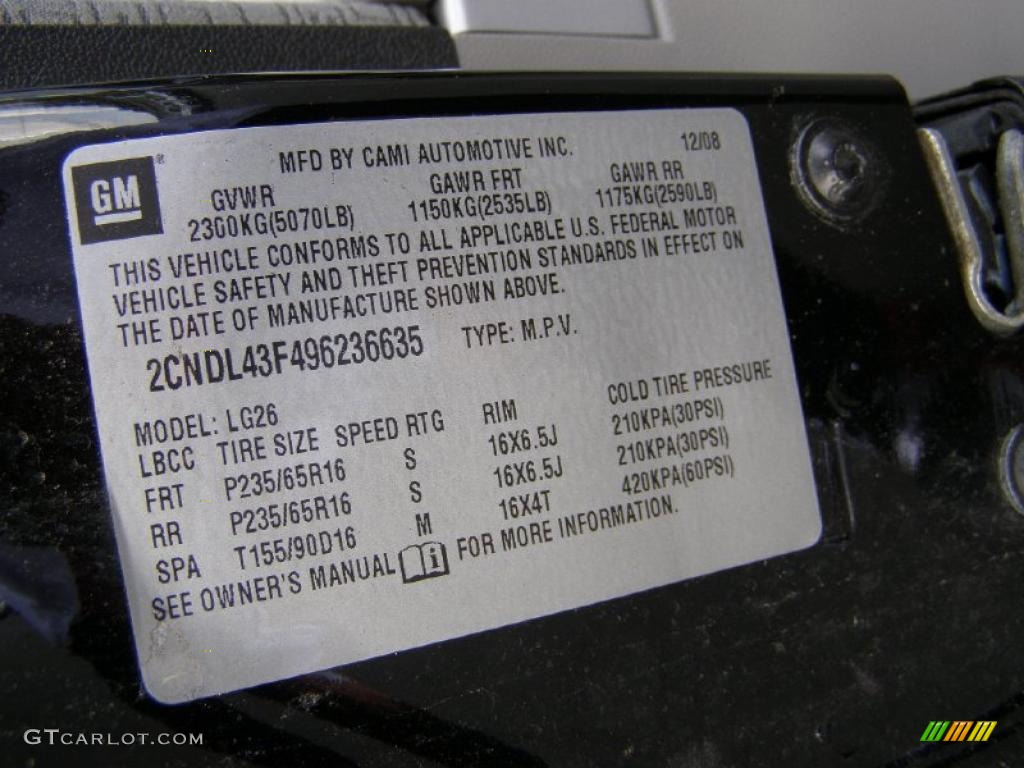 GM
MFD BY CAMI AUTOMOTIVE INC. 12/08
GVWR GAWR FRT GAWR RR
2300KG(5070LB) 1150KG(2535LB) 1175KG(2590LB)
THIS VEHICLE CONFORMS TO ALL APPLICABLE U.S. FEDERAL MOTOR
VEHICLE SAFETY AND THEFT PREVENTION STANDARDS IN EFFECT ON
THE DATE OF MANUFACTURE SHOWN ABOVE.
2CNDL43F496236635 TYPE: M.P.V.
MODEL: LG26
LBCC TIRE SIZE SPEED RTG RIM COLD TIRE PRESSURE
FRT P235/65R16 S 16X6.5J 210KPA(30PSI)
RR P235/65R16 S 16X6.5J 210KPA(30PSI)
SPA T155/90D16 M 16X4T 420KPA(60PSI)
SEE OWNER'S MANUAL FOR MORE INFORMATION.
GTCARLOT.COM